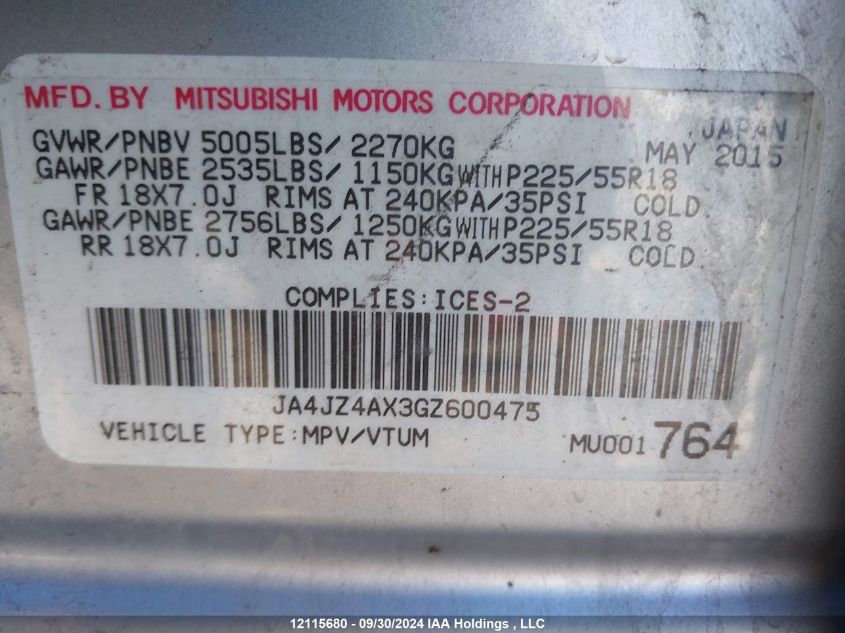 MFD. BY MITSUBISHI MOTORS CORPORATION
JAPAN
GVWR/PNBV 5005LBS/ 2270KG MAY 2015
GAWR/PNBE 2535LBS/ 1150KG WITH P225/55R18
FR 18X7.0J RIMS AT 240KPA/35PSI COLD
GAWR/PNBE 2756LBS/ 1250KG WITH P225/55R18
RR 18X7.0J RIMS AT 240KPA/35PSI COLD
COMPLIES:ICES-2
JA4JZ4AX3GZ600475
VEHICLE TYPE:MPV/VTUM MU001 764
12115680 - 09/30/2024 IAA Holdings , LLC